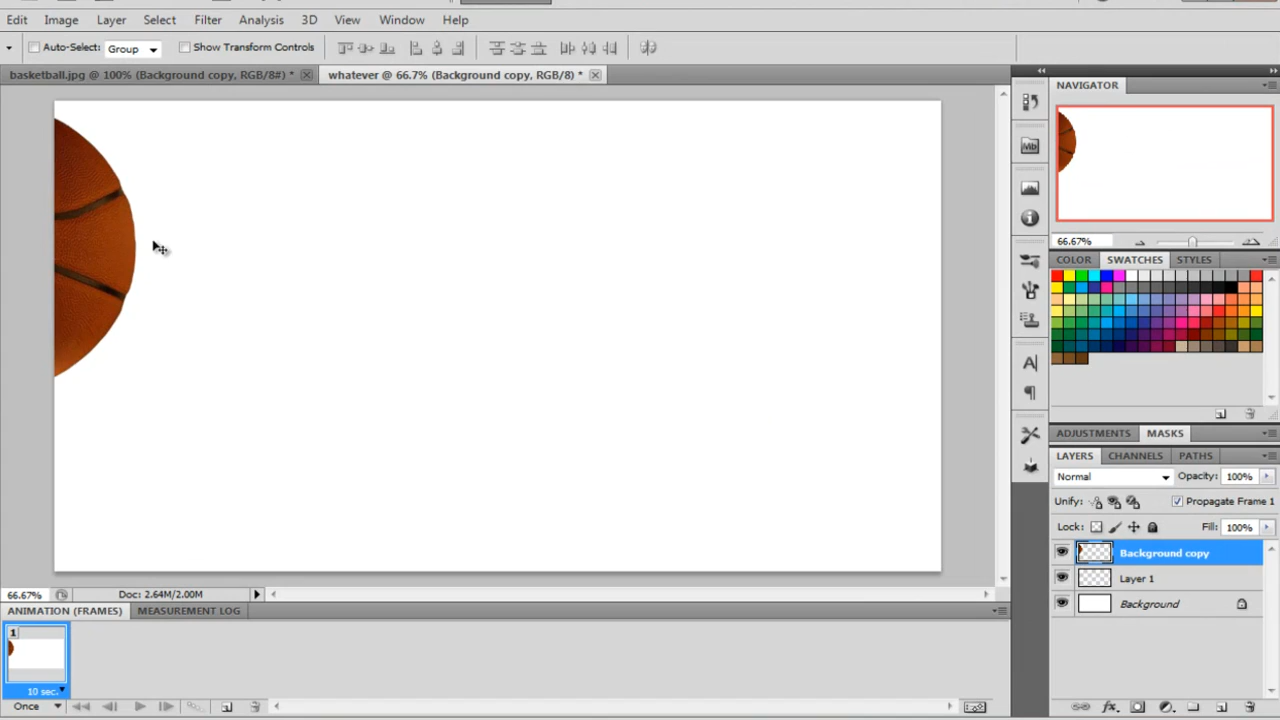 Edit Image Layer Select Filter Analysis 3D View Window Help
Auto-Select: Group Show Transform Controls
basketball.jpg @ 100% (Background copy, RGB/8#) * whatever @ 66.7% (Background copy, RGB/8) *
NAVIGATOR
Mb
66.67%
COLOR SWATCHES STYLES
A
ADJUSTMENTS MASKS
LAYERS CHANNELS PATHS
Normal Opacity: 100%
Unify: Propagate Frame 1
Lock: Fill: 100%
Background copy
Layer 1
Background
66.67% Doc: 2.64M/2.00M
ANIMATION (FRAMES) MEASUREMENT LOG
1
10 sec.
Once fx.